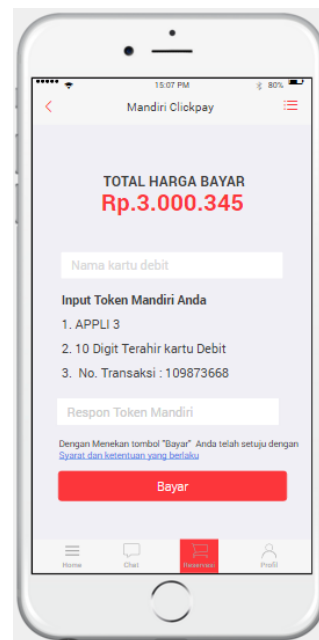 15:07 PM
80%
Mandiri Clickpay
TOTAL HARGA BAYAR
Rp.3.000.345
Nama kartu debit
Input Token Mandiri Anda
1. APPLI 3
2. 10 Digit Terahir kartu Debit
3. No. Transaksi : 109873668
Respon Token Mandiri
Dengan Menekan tombol "Bayar" Anda telah setuju dengan
Syarat dan ketentuan yang berlaku
Bayar
Home Chat Reservasi Profil